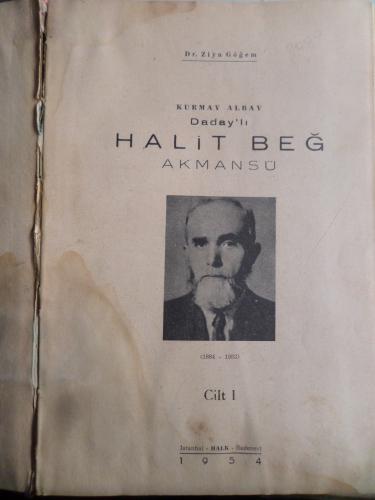 Dr. Ziya Göğem
KURMAY ALBAY
Daday'lı
HALİT BEĞ
AKMANSÜ
(1884 - 1953)
Cilt I
İstanbul - HALK - Basımevi
1954